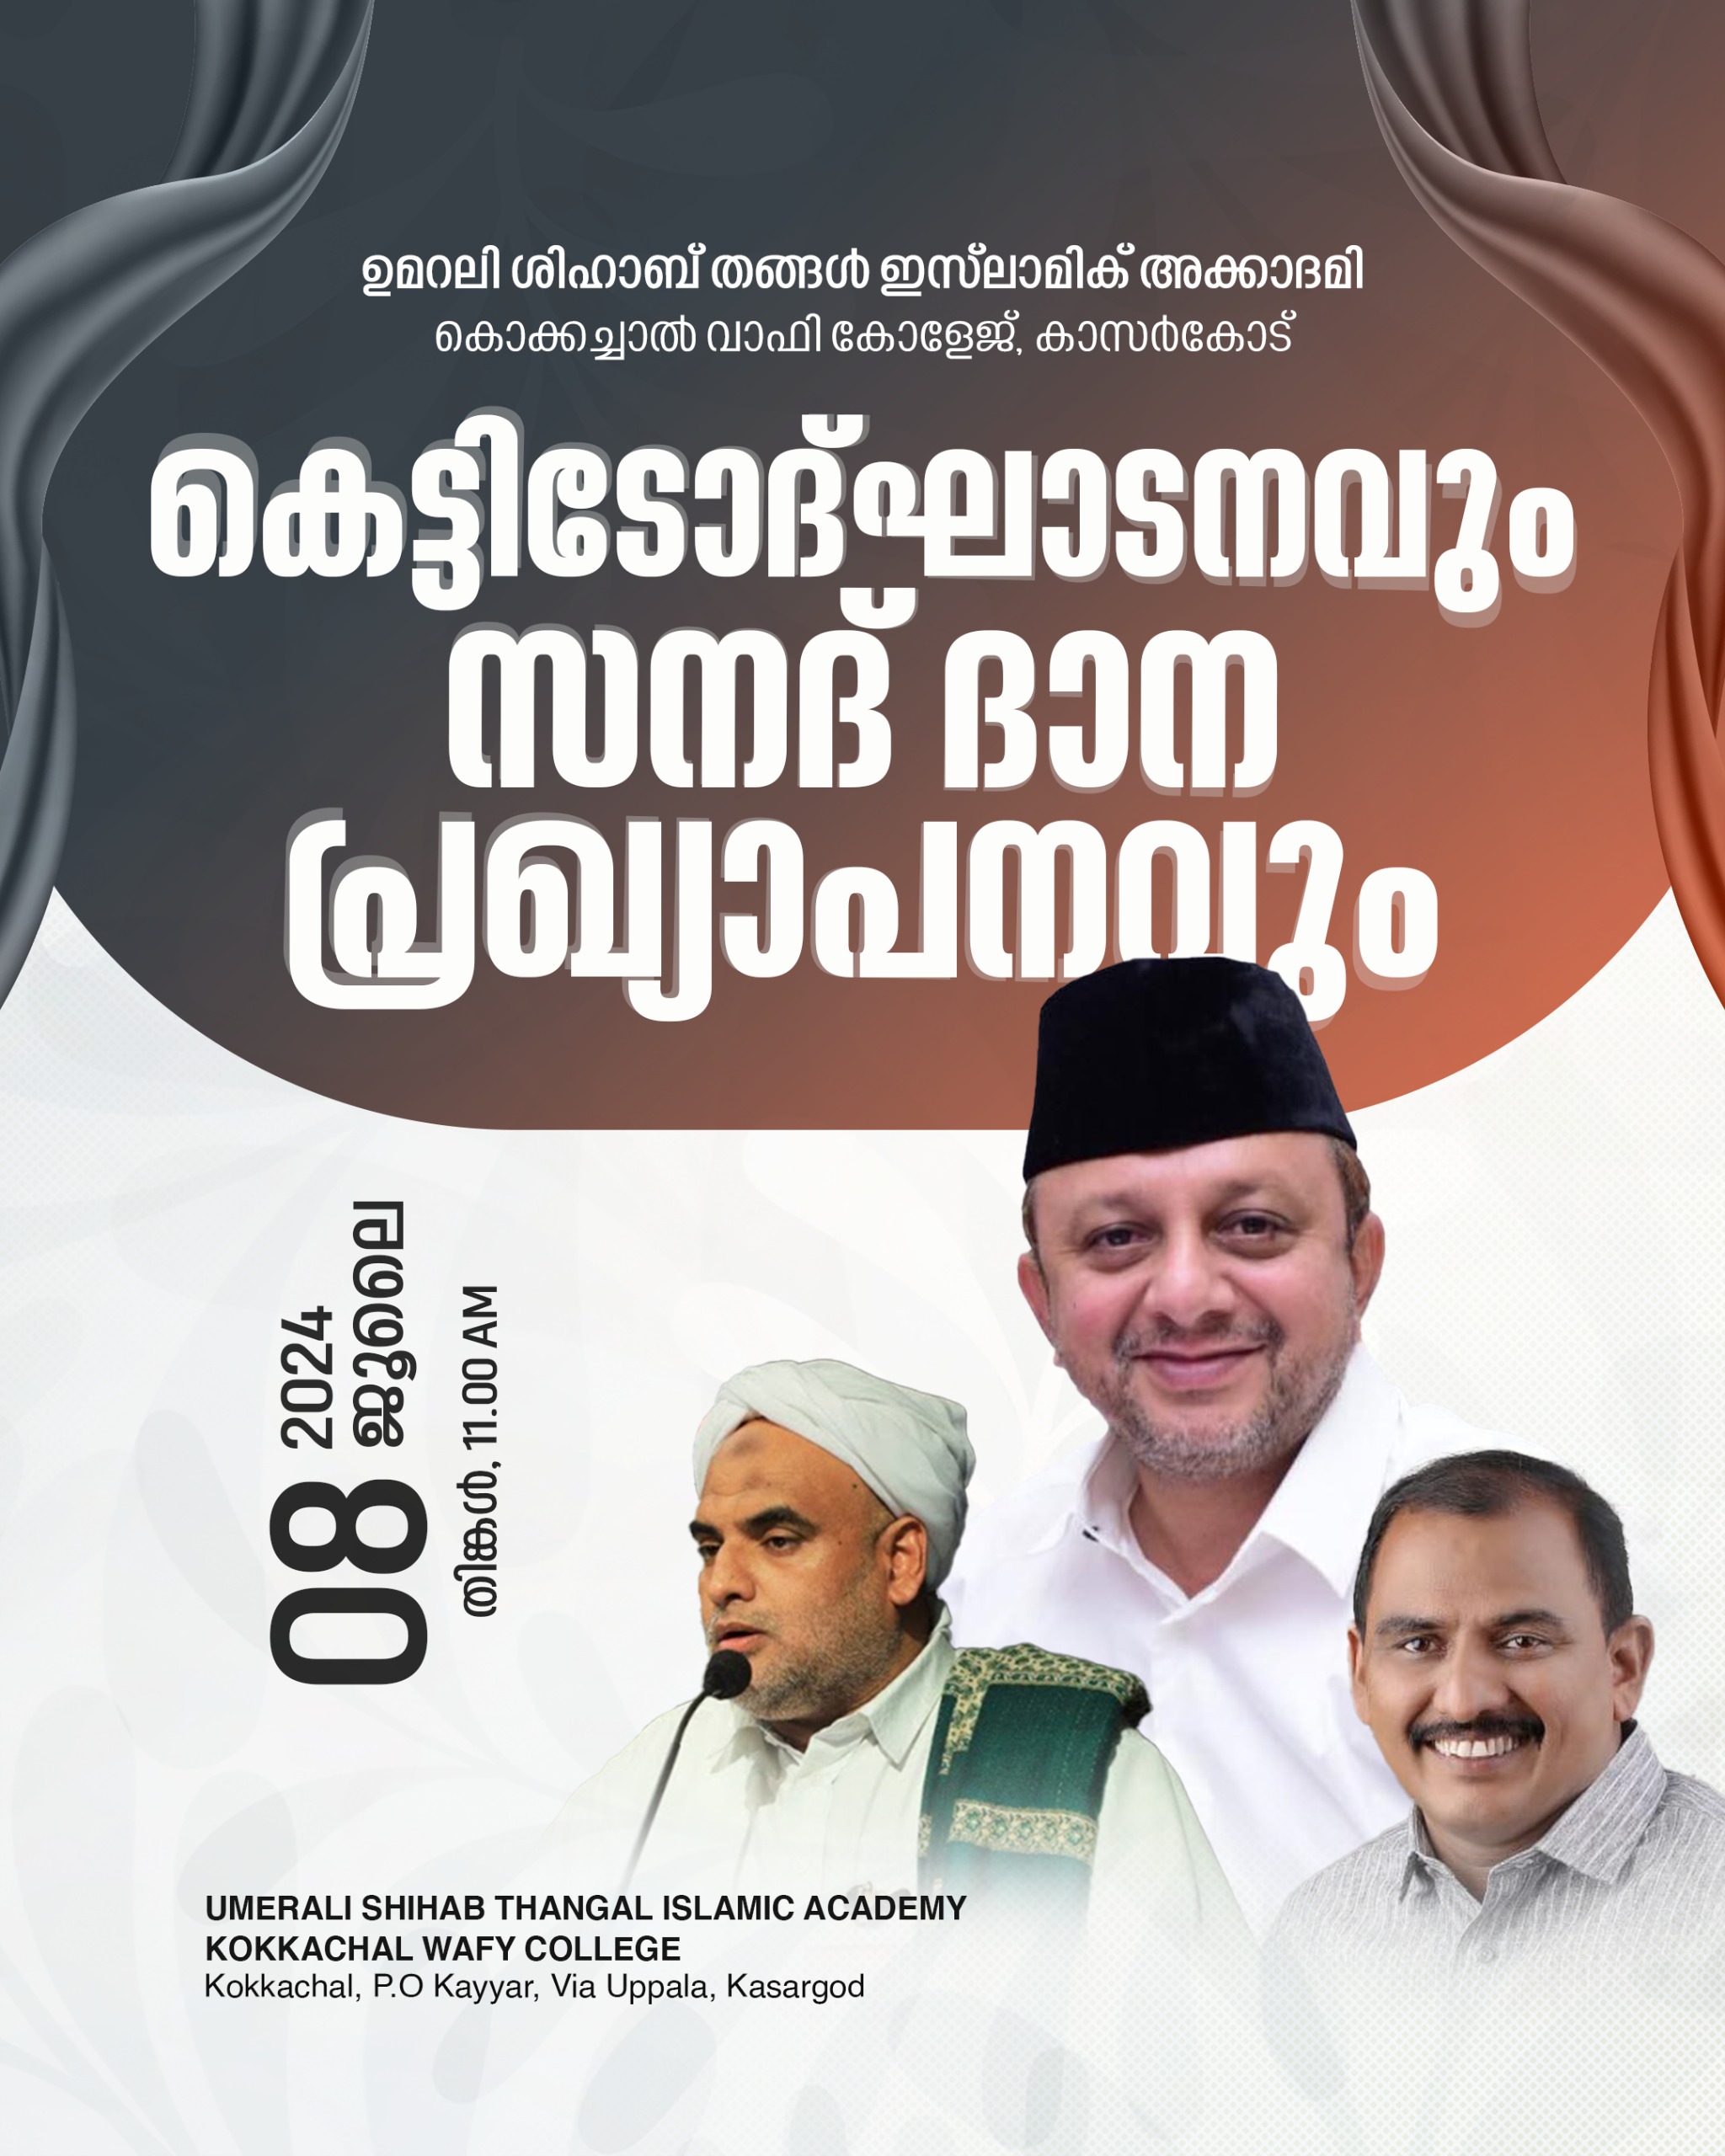 ഉമറലി ശിഹാബ് തങ്ങൾ ഇസ്‌ലാമിക് അക്കാദമി
കൊക്കച്ചാൽ വാഫി കോളേജ്, കാസർകോട്
കെട്ടിടോദ്ഘാടനവും
സനദ് ദാന
പ്രഖ്യാപനവും
08 2024
ജൂലൈ
തിങ്കൾ, 11.00 AM
UMERALI SHIHAB THANGAL ISLAMIC ACADEMY
KOKKACHAL WAFY COLLEGE
Kokkachal, P.O Kayyar, Via Uppala, Kasargod